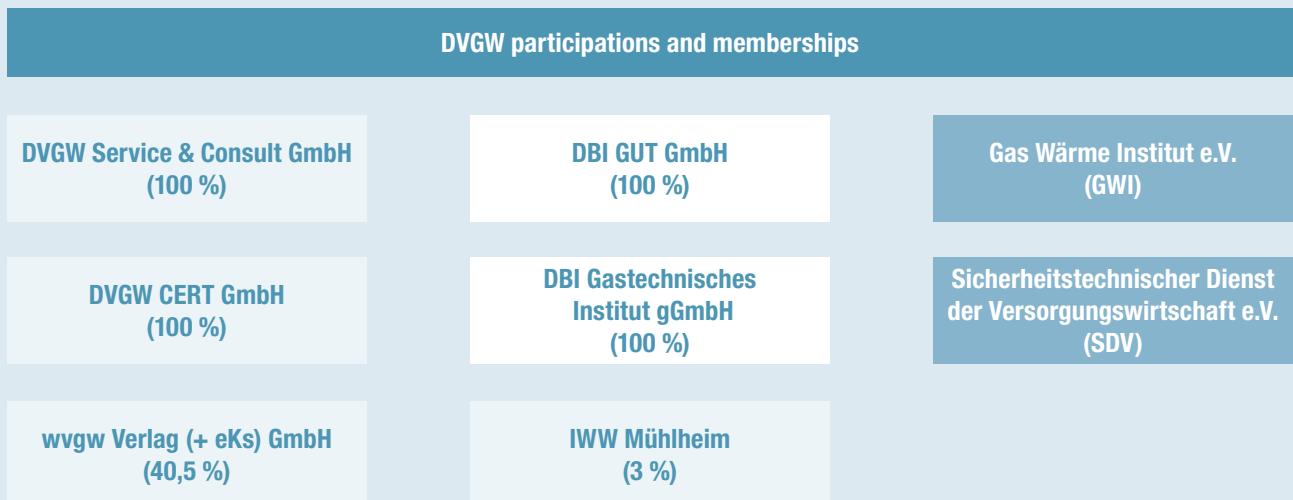 DVGW participations and memberships
DVGW Service & Consult GmbH
(100 %)
DBI GUT GmbH
(100 %)
Gas Wärme Institut e.V.
(GWI)
DVGW CERT GmbH
(100 %)
DBI Gastechnisches
Institut gGmbH
(100 %)
Sicherheitstechnischer Dienst
der Versorgungswirtschaft e.V.
(SDV)
wvgw Verlag (+ eKs) GmbH
(40,5 %)
IWW Mühlheim
(3 %)